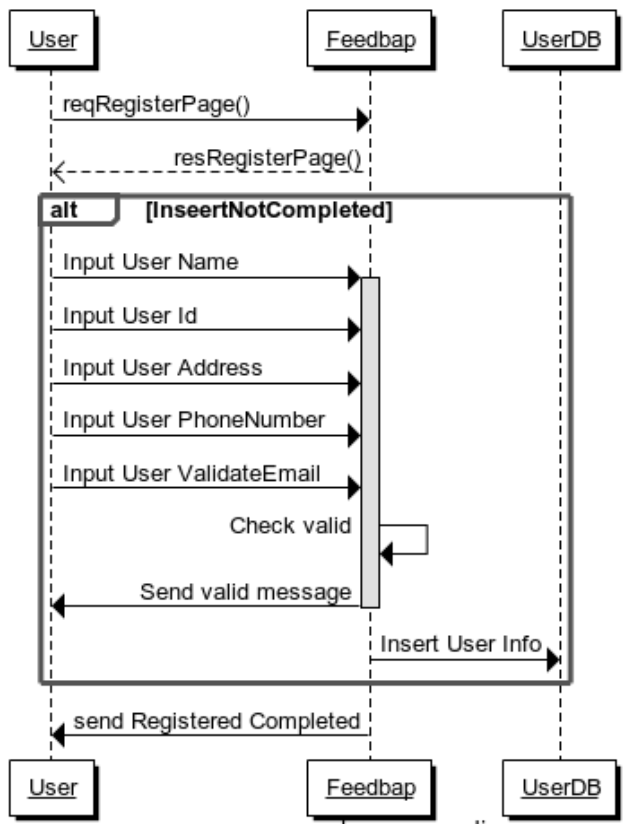 User Feedbap UserDB
reqRegisterPage()
resRegisterPage()
alt [InseertNotCompleted]
Input User Name
Input User Id
Input User Address
Input User PhoneNumber
Input User ValidateEmail
Check valid
Send valid message
Insert User Info
send Registered Completed
User Feedbap UserDB